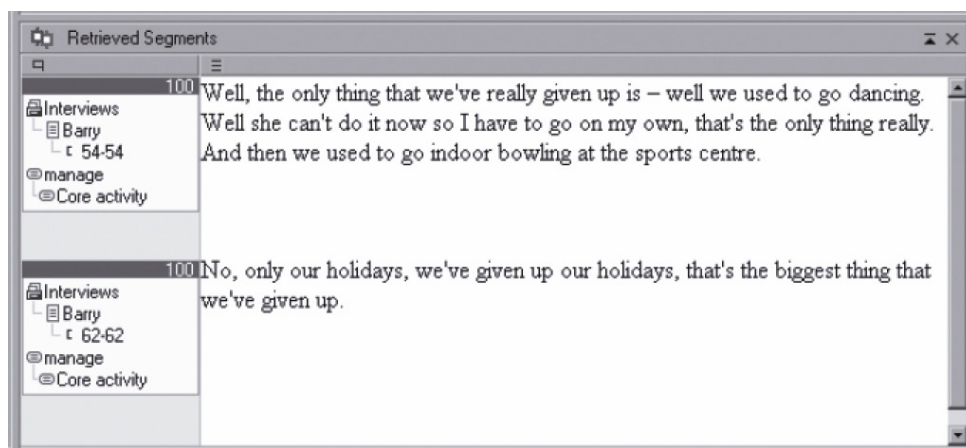 Retrieved Segments
100
Interviews
Barry
54-54
manage
Core activity
Well, the only thing that we've really given up is – well we used to go dancing.
Well she can't do it now so I have to go on my own, that's the only thing really.
And then we used to go indoor bowling at the sports centre.
100
Interviews
Barry
62-62
manage
Core activity
No, only our holidays, we've given up our holidays, that's the biggest thing that
we've given up.